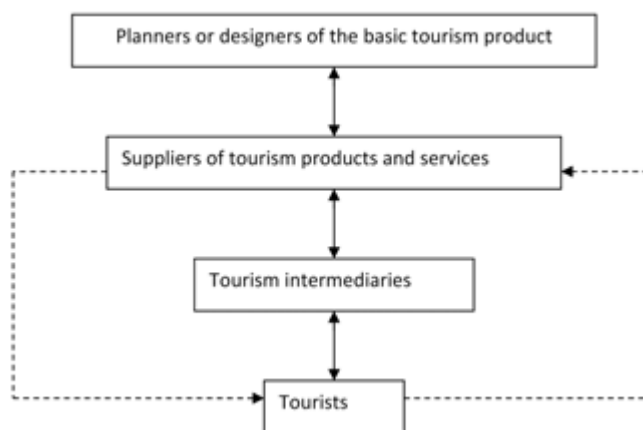 Planners or designers of the basic tourism product
Suppliers of tourism products and services
Tourism intermediaries
Tourists